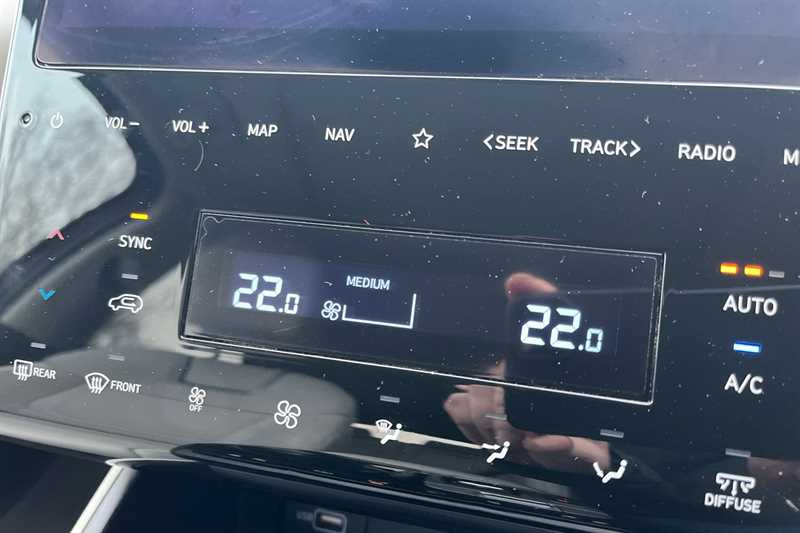 VOL− VOL+ MAP NAV <SEEK TRACK> RADIO M
SYNC
22.0 MEDIUM 22.0
AUTO
A/C
REAR FRONT OFF
DIFFUSE